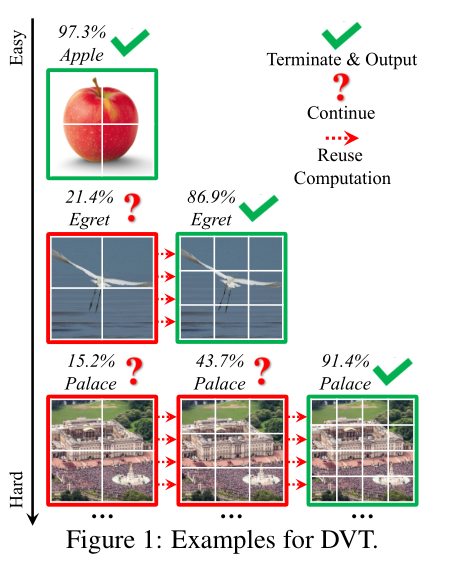 Easy
97.3%
Apple
Terminate & Output
?
Continue
Reuse
Computation
21.4%
Egret ?
86.9%
Egret
15.2%
Palace ?
43.7%
Palace ?
91.4%
Palace
Hard
... ... ...
Figure 1: Examples for DVT.